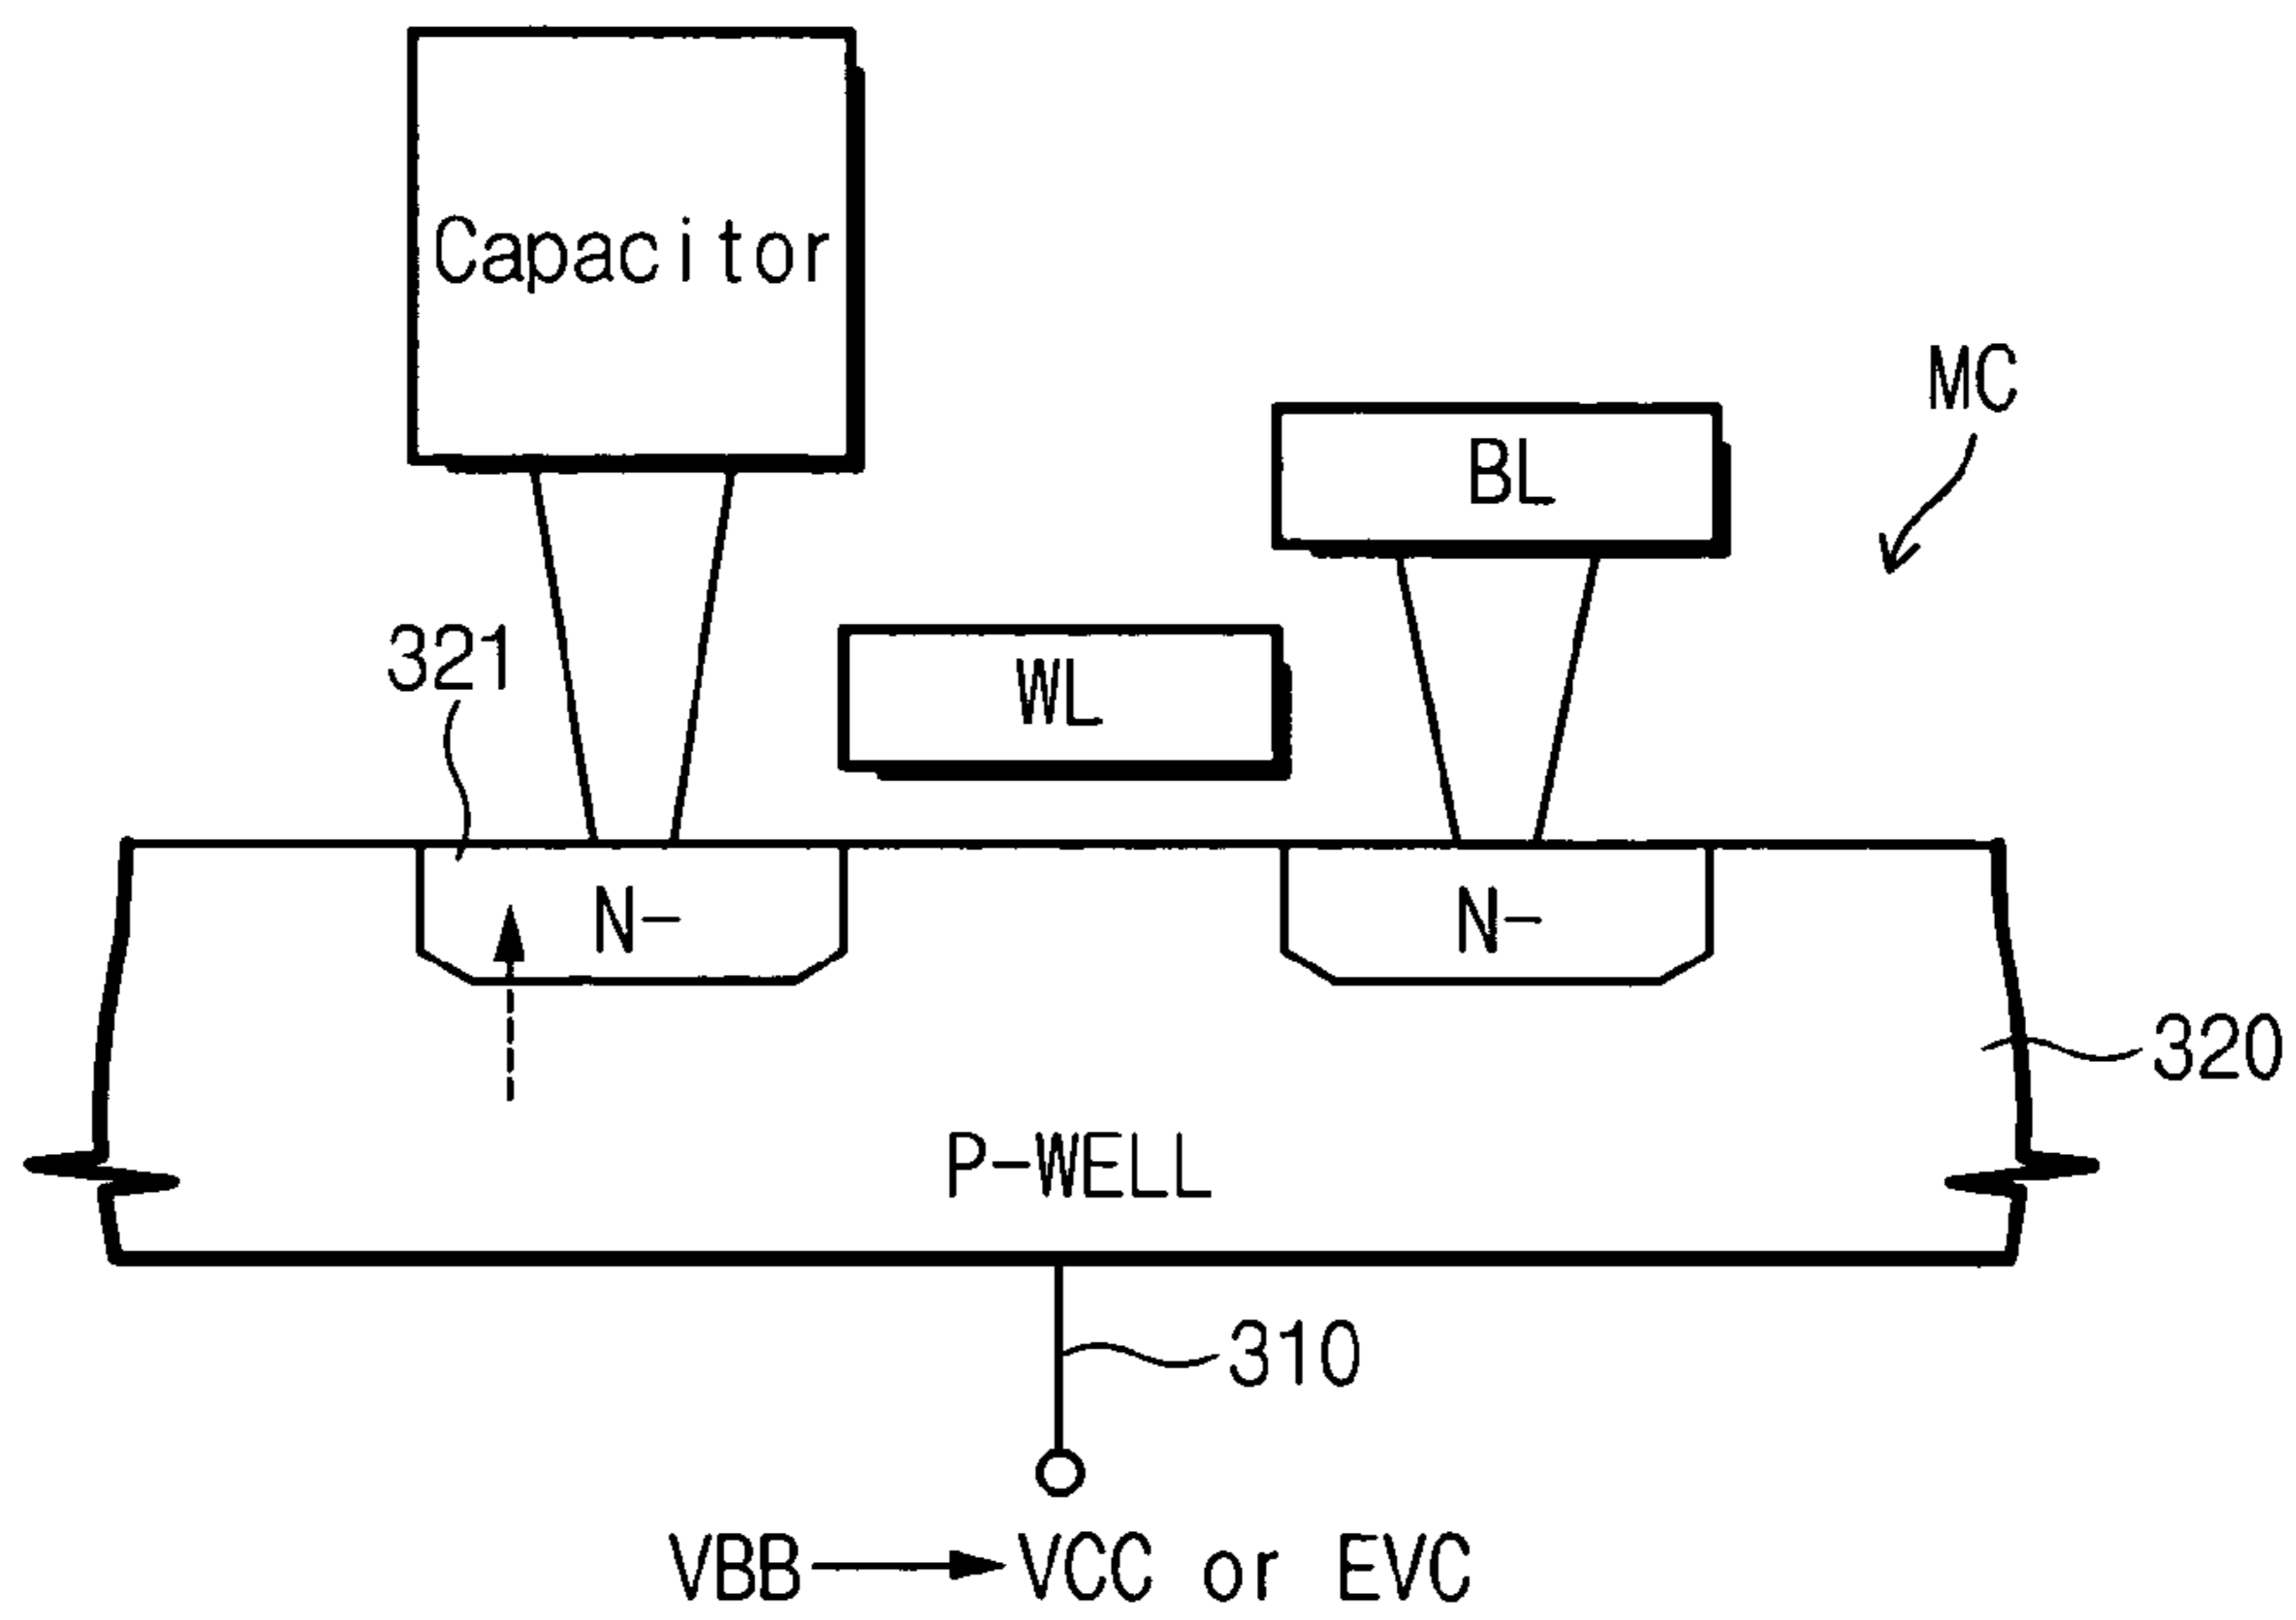 Capacitor
MC
BL
321
WL
N-
N-
320
P-WELL
310
VBB VCC or EVC